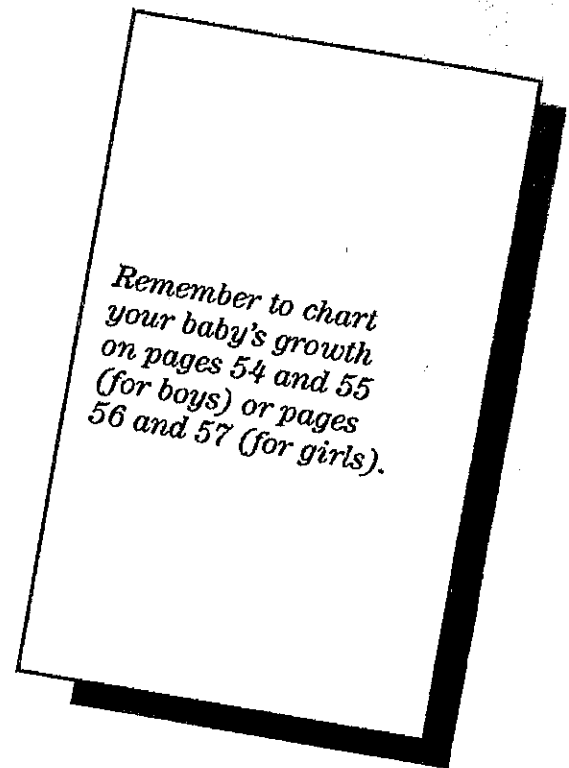 Remember to chart
your baby's growth
on pages 54 and 55
(for boys) or pages
56 and 57 (for girls).